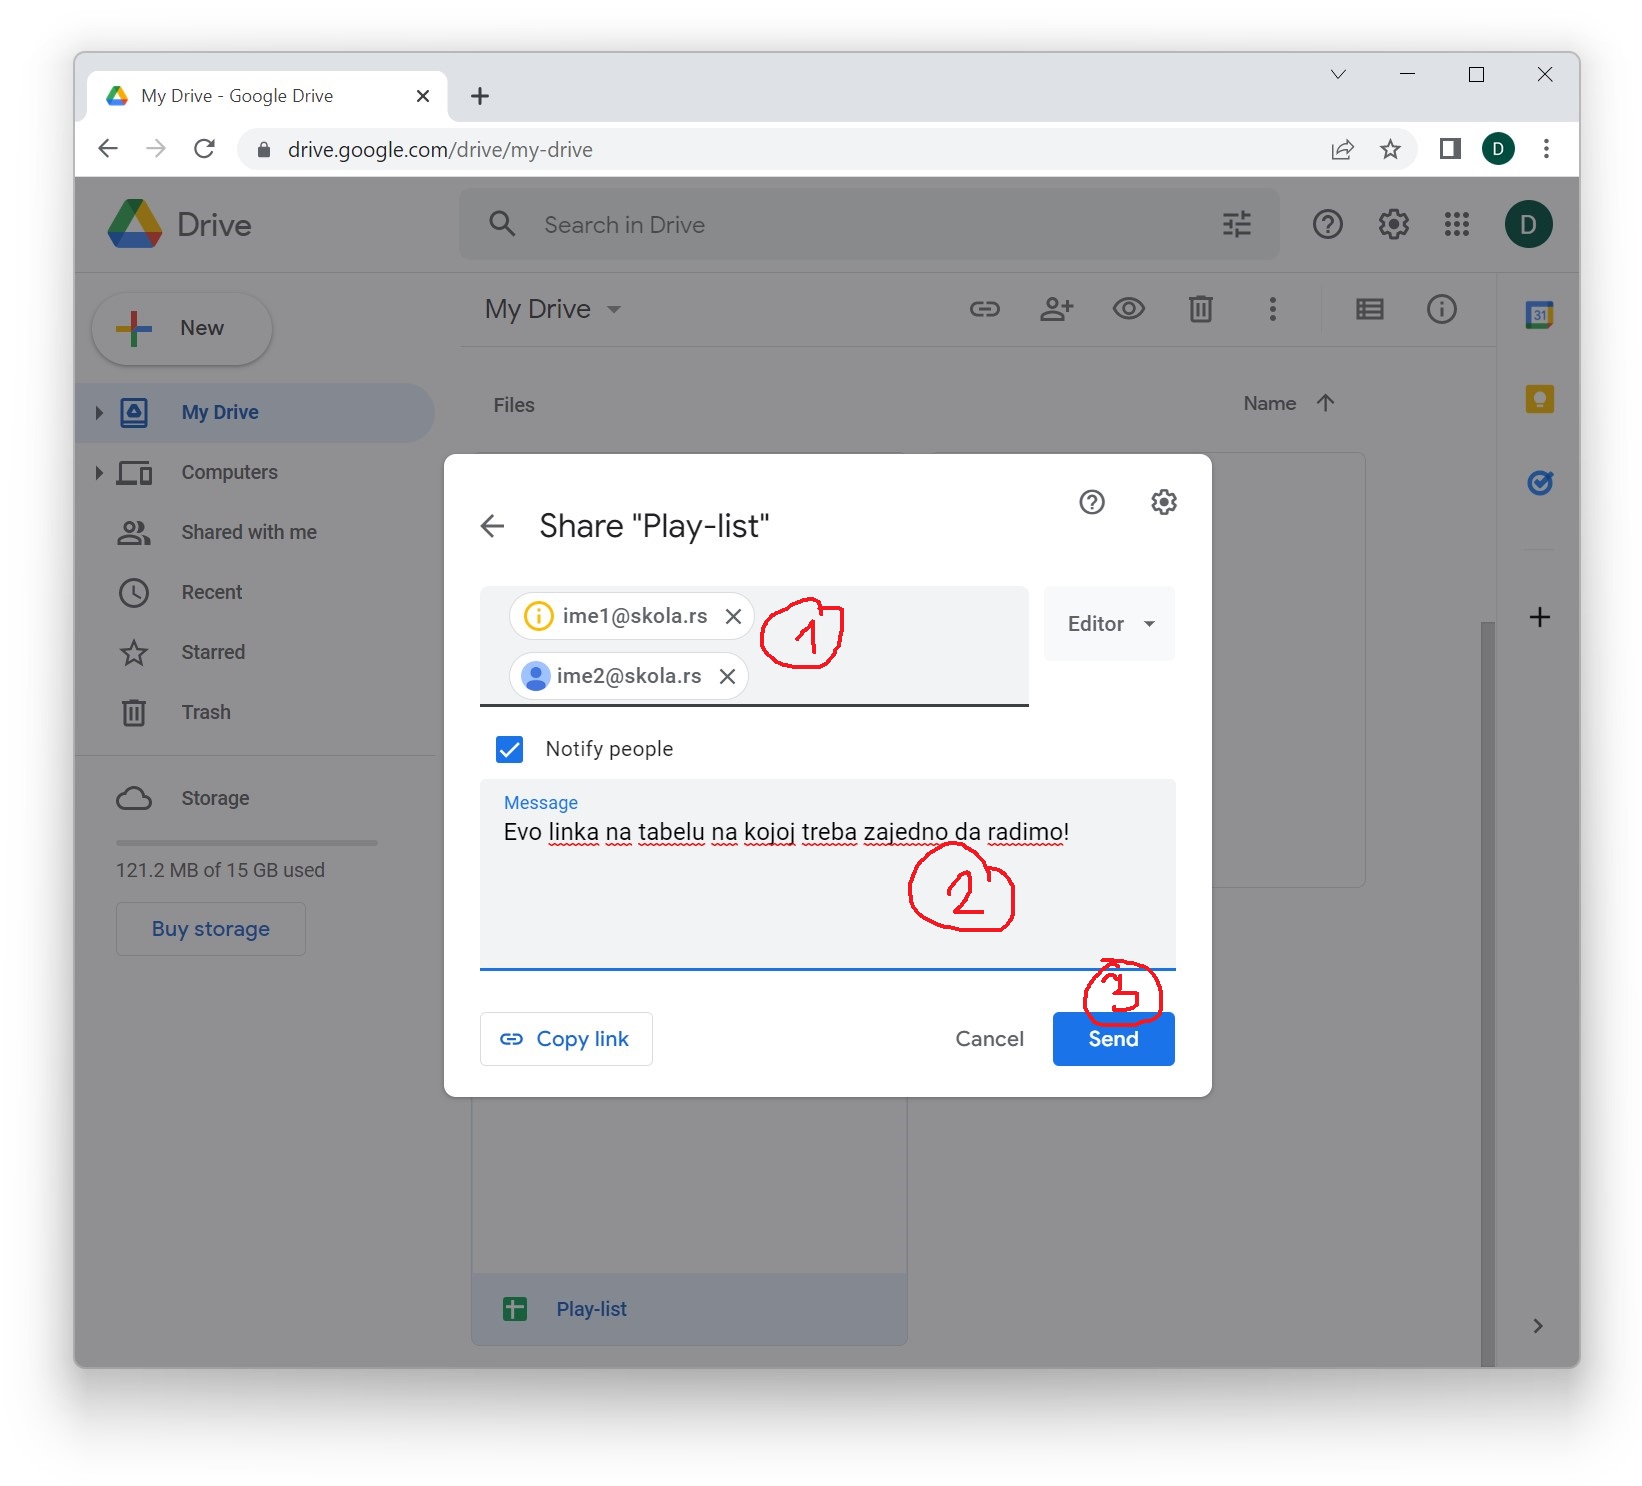 My Drive - Google Drive
drive.google.com/drive/my-drive
D
Drive
Search in Drive
D
New
My Drive
31
My Drive
Files
Name
Computers
Shared with me
Recent
Starred
Trash
Storage
121.2 MB of 15 GB used
Buy storage
Share "Play-list"
ime1@skola.rs
1
Editor
ime2@skola.rs
Notify people
Message
Evo linka na tabelu na kojoj treba zajedno da radimo!
2
3
Copy link
Cancel
Send
Play-list